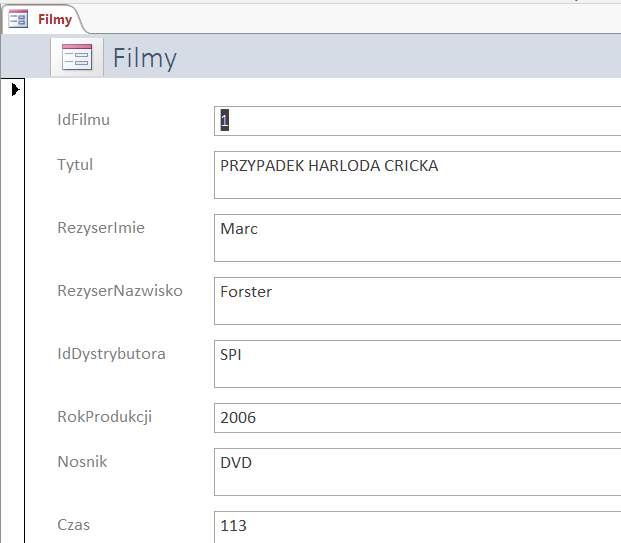 Filmy
Filmy
IdFilmu 1
Tytul PRZYPADEK HARLODA CRICKA
RezyserImie Marc
RezyserNazwisko Forster
IdDystrybutora SPI
RokProdukcji 2006
Nosnik DVD
Czas 113